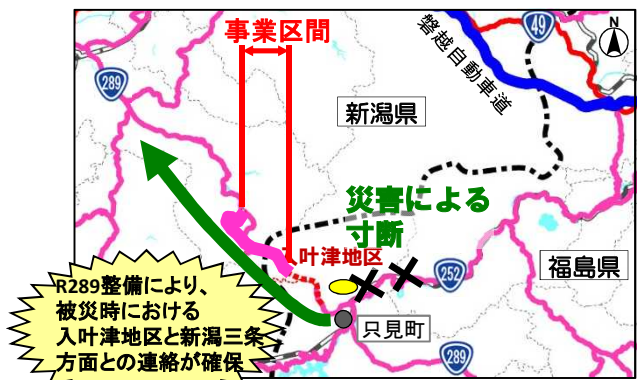 事業区間
49
N
磐越自動車道
289
新潟県
災害による
寸断
入叶津地区
252
福島県
R289整備により、
被災時における
入叶津地区と新潟三条
方面との連絡が確保
只見町
289